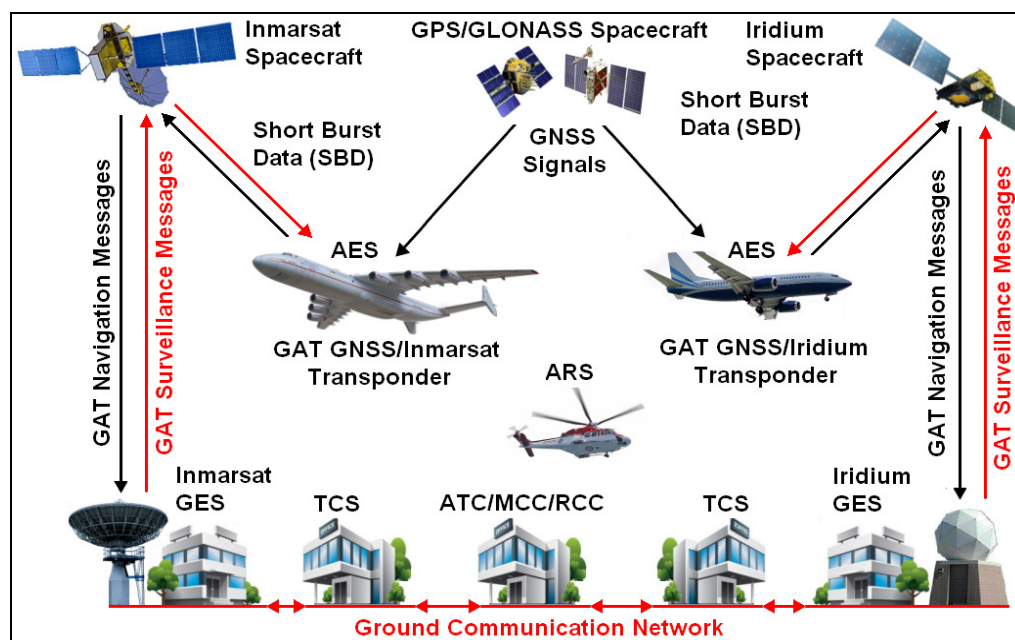 Inmarsat
Spacecraft
GPS/GLONASS Spacecraft
Iridium
Spacecraft
Short Burst
Data (SBD)
GNSS
Signals
Short Burst
Data (SBD)
GAT Navigation Messages
GAT Surveillance Messages
AES
AES
GAT Navigation Messages
GAT Surveillance Messages
GAT GNSS/Inmarsat
Transponder
GAT GNSS/Iridium
Transponder
ARS
Inmarsat
GES
TCS
ATC/MCC/RCC
TCS
Iridium
GES
Ground Communication Network